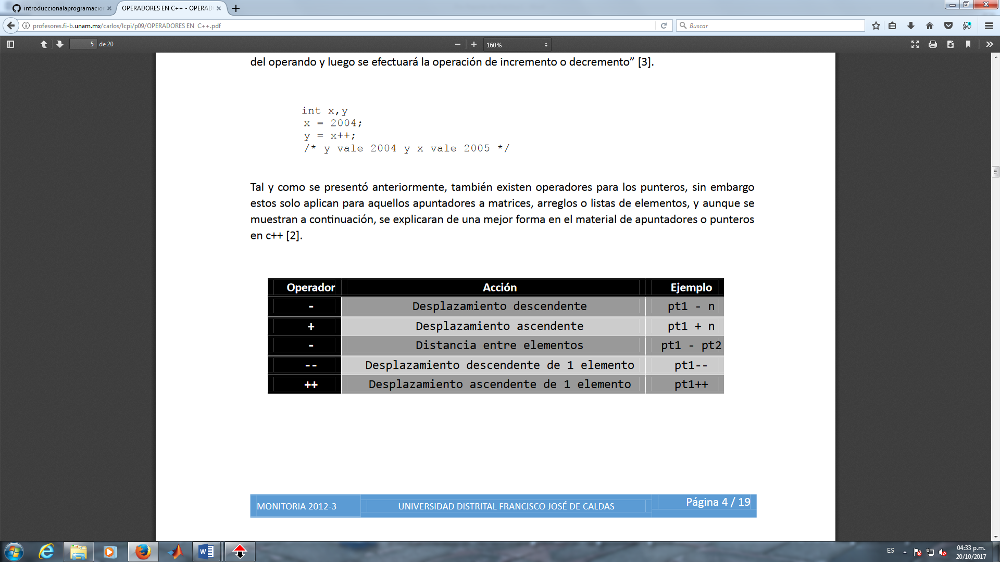 introduccionalaprogramacio
OPERADORES EN C++ - OPERAD
profesores.fi-b.unam.mx/carlos/lcpi/p09/OPERADORES EN C++.pdf
Buscar
5 de 20
160%
del operando y luego se efectuará la operación de incremento o decremento” [3].
int x,y
x = 2004;
y = x++;
/* y vale 2004 y x vale 2005 */
Tal y como se presentó anteriormente, también existen operadores para los punteros, sin embargo
estos solo aplican para aquellos apuntadores a matrices, arreglos o listas de elementos, y aunque se
muestran a continuación, se explicaran de una mejor forma en el material de apuntadores o punteros
en c++ [2].
Operador Acción Ejemplo
- Desplazamiento descendente pt1 - n
+ Desplazamiento ascendente pt1 + n
- Distancia entre elementos pt1 - pt2
-- Desplazamiento descendente de 1 elemento pt1--
++ Desplazamiento ascendente de 1 elemento pt1++
MONITORIA 2012-3 UNIVERSIDAD DISTRITAL FRANCISCO JOSÉ DE CALDAS Página 4 / 19
ES
04:33 p.m.
20/10/2017